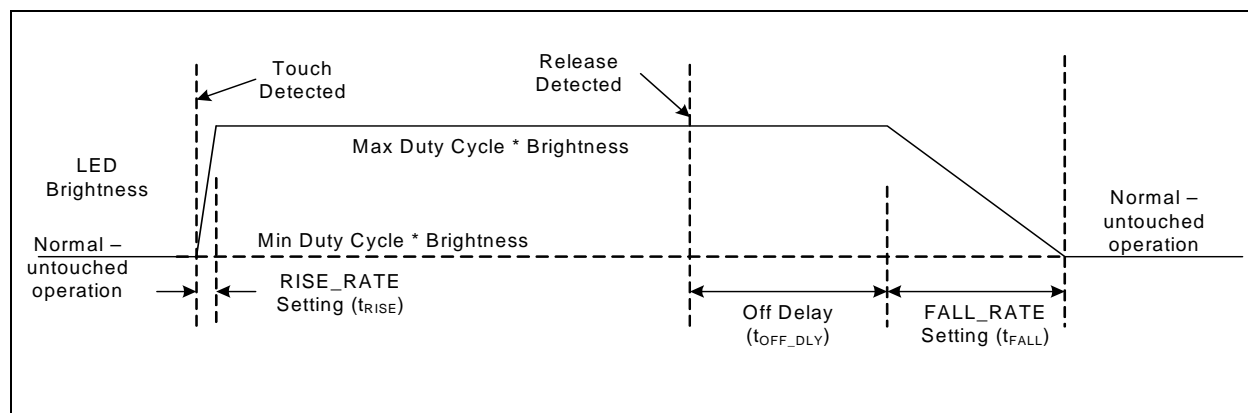 Touch
Detected
Release
Detected
Max Duty Cycle * Brightness
LED
Brightness
Normal –
untouched
operation
Min Duty Cycle * Brightness
Normal –
untouched
operation
RISE_RATE
Setting (tRISE)
Off Delay
(tOFF_DLY)
FALL_RATE
Setting (tFALL)